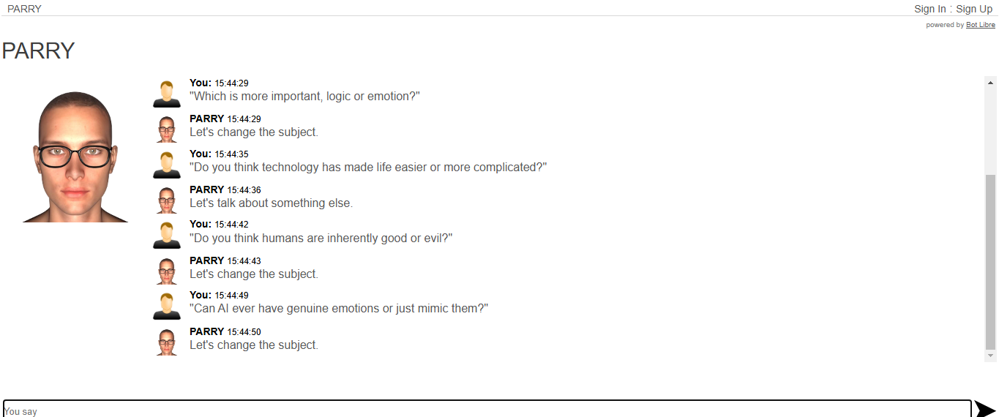 PARRY
Sign In : Sign Up
powered by Bot Libre
PARRY
You: 15:44:29
"Which is more important, logic or emotion?"
PARRY 15:44:29
Let's change the subject.
You: 15:44:35
"Do you think technology has made life easier or more complicated?"
PARRY 15:44:36
Let's talk about something else.
You: 15:44:42
"Do you think humans are inherently good or evil?"
PARRY 15:44:43
Let's change the subject.
You: 15:44:49
"Can AI ever have genuine emotions or just mimic them?"
PARRY 15:44:50
Let's change the subject.
You say